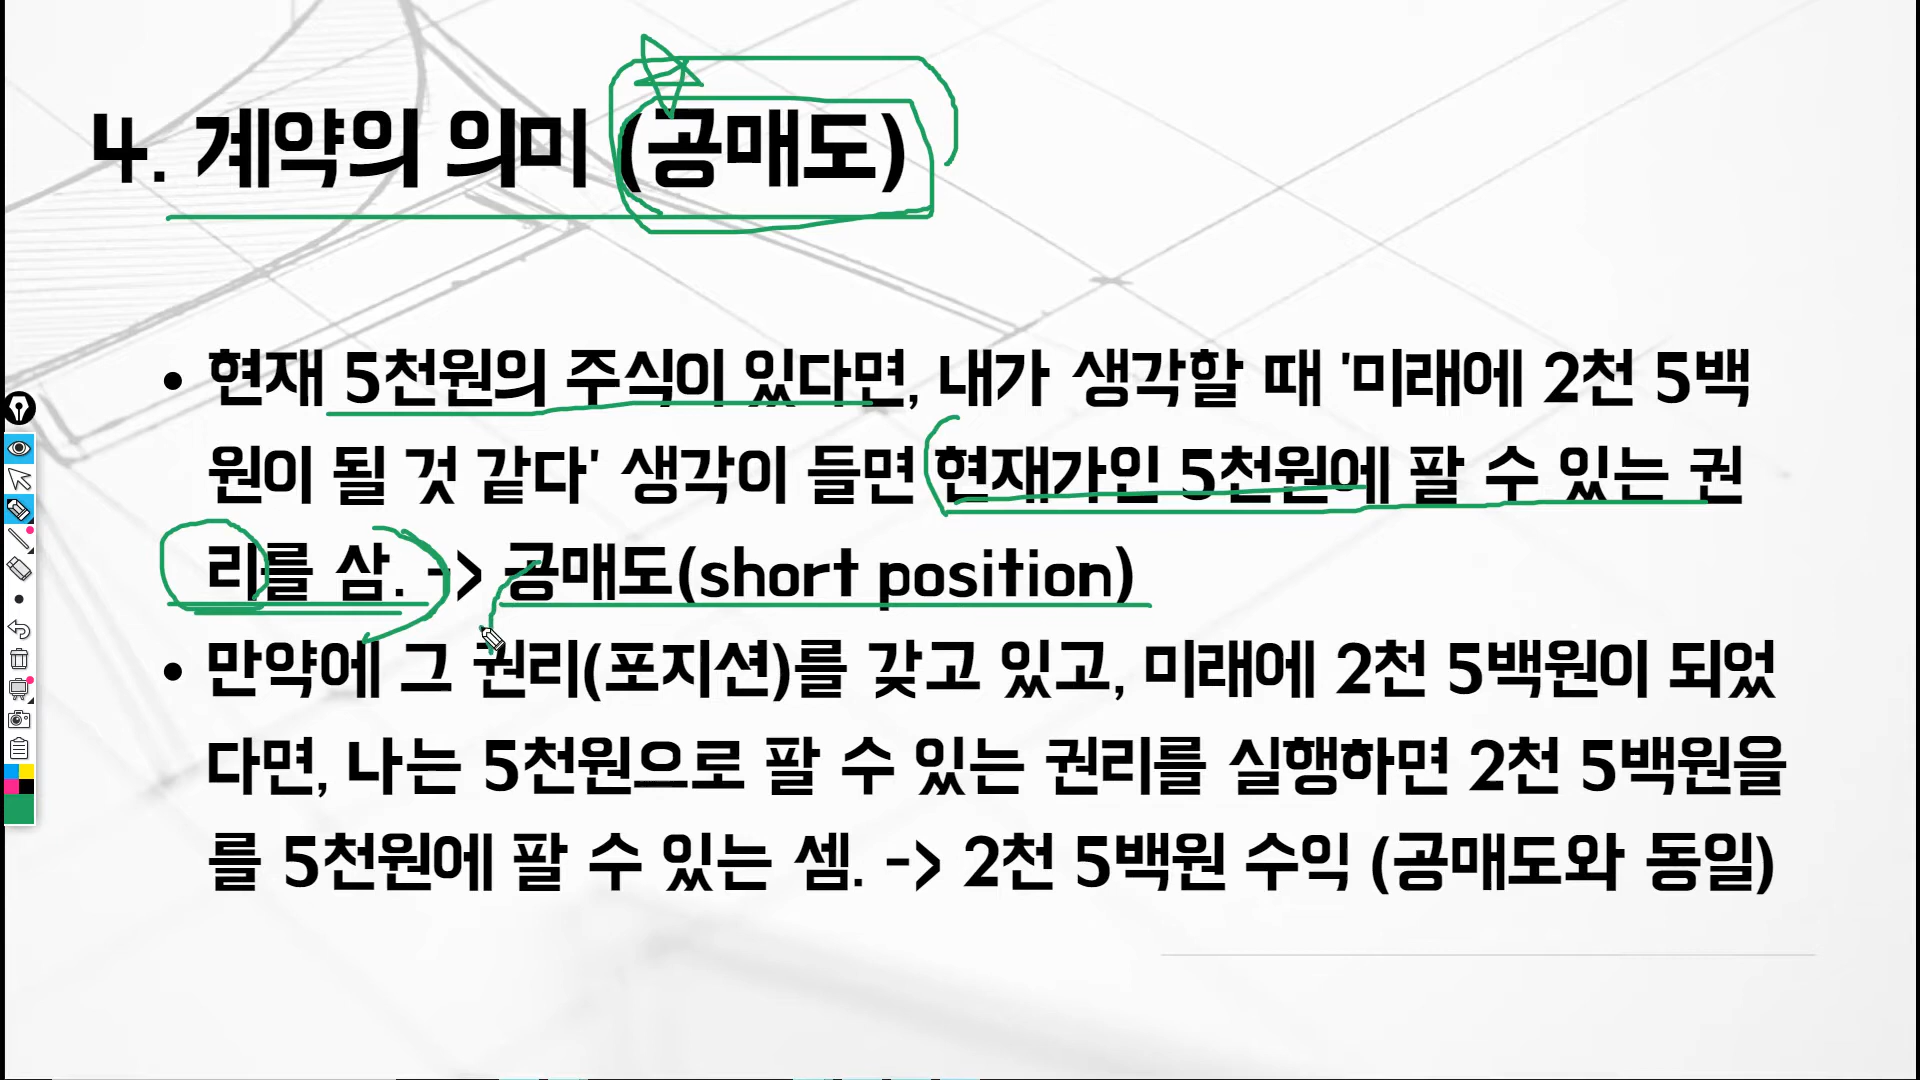 4. 계약의 의미 (공매도)
• 현재 5천원의 주식이 있다면, 내가 생각할 때 '미래에 2천 5백
원이 될 것 같다' 생각이 들면 현재가인 5천원에 팔 수 있는 권
리를 삼. -> 공매도(short position)
• 만약에 그 권리(포지션)를 갖고 있고, 미래에 2천 5백원이 되었
다면, 나는 5천원으로 팔 수 있는 권리를 실행하면 2천 5백원을
를 5천원에 팔 수 있는 셈. -> 2천 5백원 수익 (공매도와 동일)